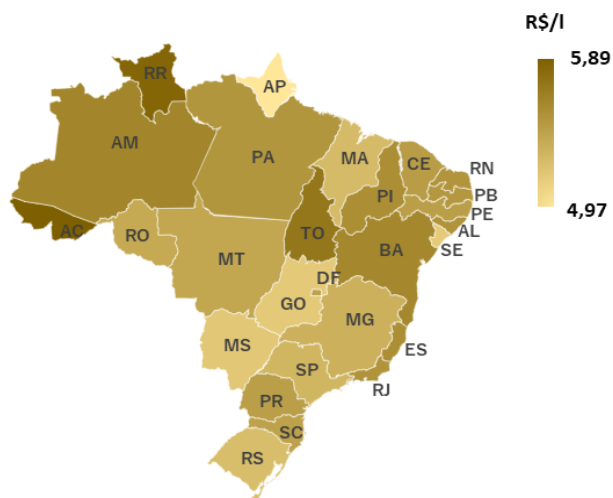 R$/l
5,89
4,97
RR
AP
AM
PA
MA
CE
RN
PB
PE
AL
SE
PI
AC
RO
TO
BA
MT
DF
GO
MG
MS
ES
SP
RJ
PR
SC
RS